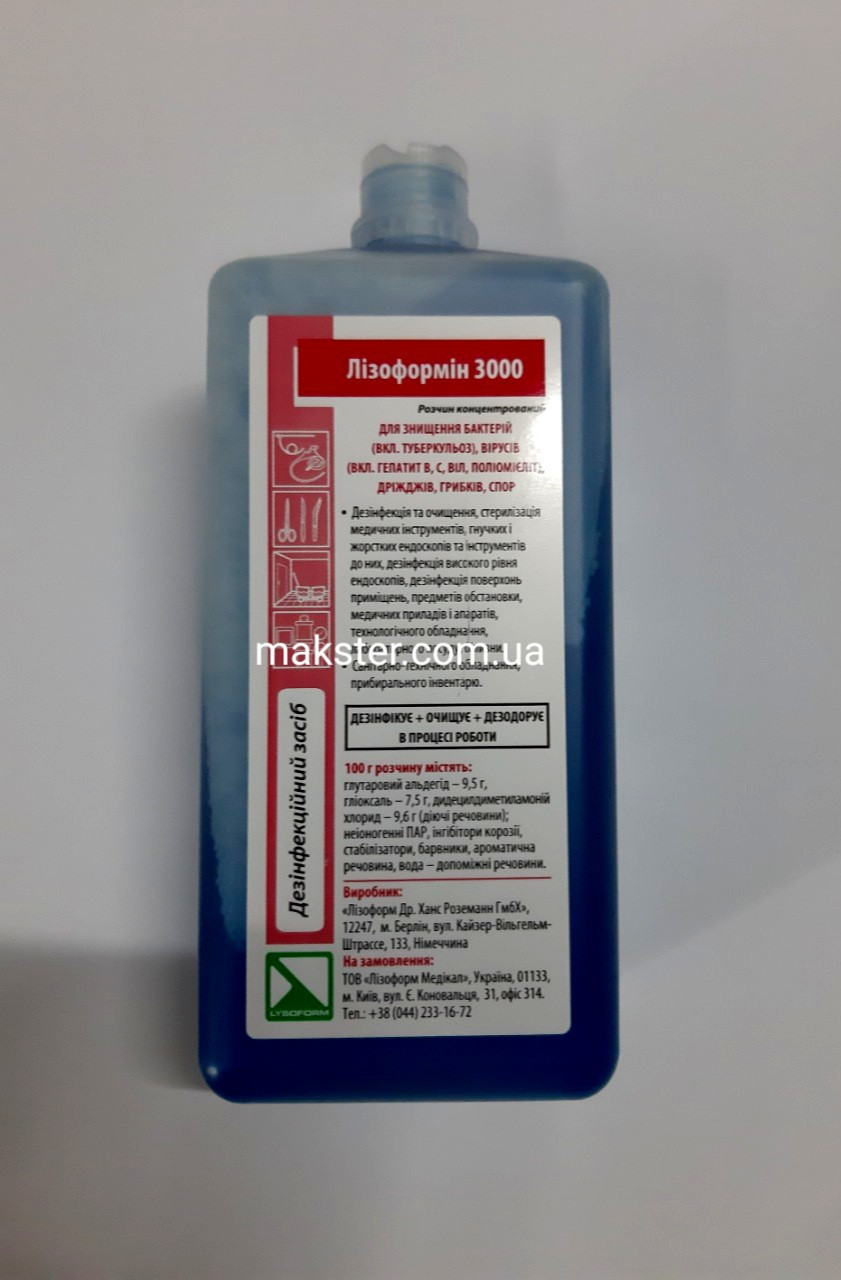 Лізоформін 3000
Розчин концентрований
ДЛЯ ЗНИЩЕННЯ БАКТЕРІЙ
(ВКЛ. ТУБЕРКУЛЬОЗ), ВІРУСІВ
(ВКЛ. ГЕПАТИТ В, С, ВІЛ, ПОЛІОМІЄЛІТ),
ДРІЖДЖІВ, ГРИБКІВ, СПОР
• Дезінфекція та очищення, стерилізація
медичних інструментів, гнучких і
жорстких ендоскопів та інструментів
до них, дезінфекція високого рівня
ендоскопів, дезінфекція поверхонь
приміщень, предметів обстановки,
медичних приладів і апаратів,
технологічного обладнання,
makster.com.ua
• Санітарно-технічного обладнання,
прибирального інвентарю.
ДЕЗІНФІКУЄ + ОЧИЩУЄ + ДЕЗОДОРУЄ
В ПРОЦЕСІ РОБОТИ
Дезінфекційний засіб
100 г розчину містять:
глутаровий альдегід – 9,5 г,
гліоксаль – 7,5 г, дидецилдиметиламоній
хлорид – 9,6 г (діючі речовини);
неіоногенні ПАР, інгібітори корозії,
стабілізатори, барвники, ароматична
речовина, вода – допоміжні речовини.
Виробник:
«Лізоформ Др. Ханс Роземанн ГмбХ»,
12247, м. Берлін, вул. Кайзер-Вільгельм-
Штрассе, 133, Німеччина
На замовлення:
ТОВ «Лізоформ Медікал», Україна, 01133,
м. Київ, вул. Є. Коновальця, 31, офіс 314.
Тел.: +38 (044) 233-16-72
LYSOFORM